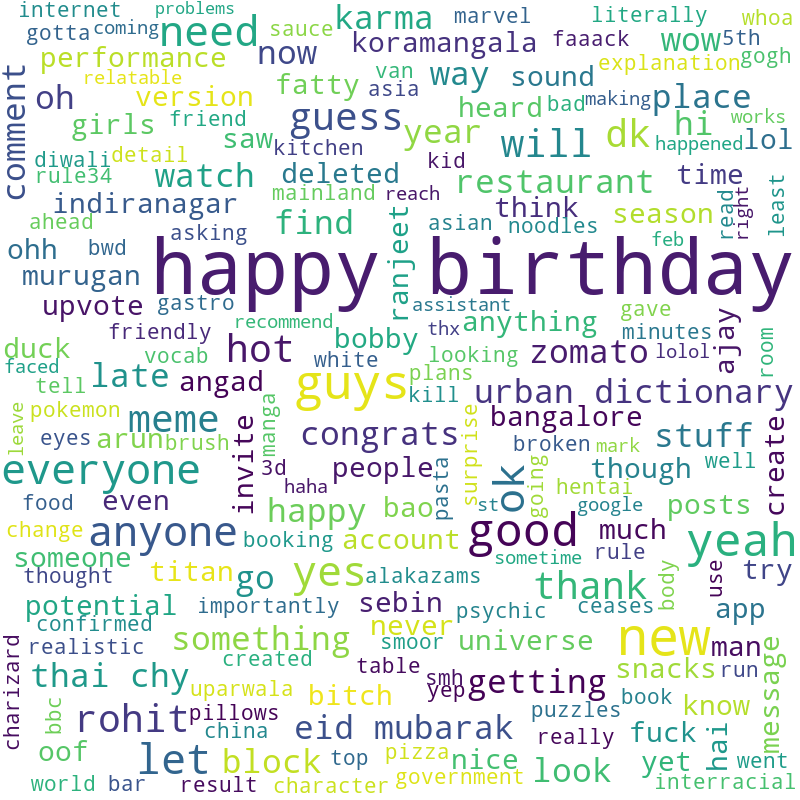 internet problems need karma marvel literally whoa
gotta coming sauce now koramangala faaack wow 5th
performance van way sound explanation gogh
relatable asia fatty place
comment oh version guess heard bad making hi works
girls friend saw kitchen year will dk happened lol
diwali detail kid
rule34 watch deleted restaurant time
indiranagar mainland reach think season read right least
ahead asking find ranjeet asian noodles
ohh bwd feb
happy birthday
murugan
upvote gastro assistant gave
friendly recommend bobby thx anything minutes ajay room
duck vocab hot white looking zomato lolol
faced late angad guys plans
tell kill urban dictionary
leave pokemon meme manga bangalore
eyes arun brush invite congrats surprise broken mark stuff
everyone 3d people ok though well create
haha pasta going hentai
food even happy bao st google posts
change anyone booking account good much yeah
someone sometime rule
thought titan go yes alakazams thank body use try
potential importantly sebin psychic ceases app
confirmed never
realistic something smoor universe new man message
charizard created table smh getting snacks run
thai chy uparwala bitch yep book know
bbc rohit pillows eid mubarak puzzles
china really fuck hai
oof let block top pizza nice look yet went
world bar result character government interracial